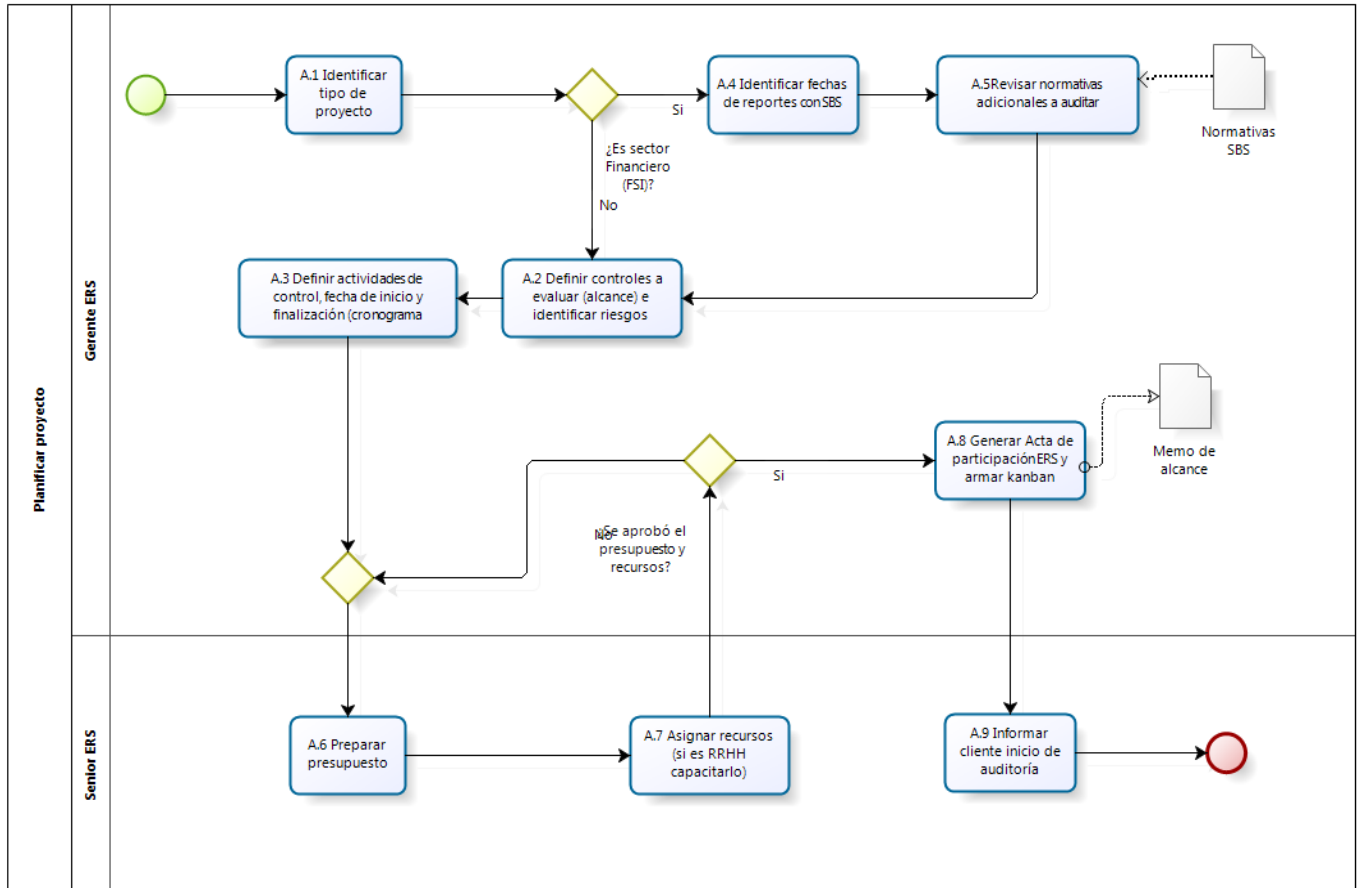 Planificar proyecto
Gerente ERS
A.1 Identificar
tipo de
proyecto
¿Es sector
Financiero
(FSI)?
Si
No
A.4 Identificar fechas
de reportes con SBS
A.5Revisar normativas
adicionales a auditar
Normativas
SBS
A.3 Definir actividades de
control, fecha de inicio y
finalización (cronograma
A.2 Definir controles a
evaluar (alcance) e
identificar riesgos
Si
No
¿Se aprobó el
presupuesto y
recursos?
A.8 Generar Acta de
participación ERS y
armar kanban
Memo de
alcance
Senior ERS
A.6 Preparar
presupuesto
A.7 Asignar recursos
(si es RRHH
capacitarlo)
A.9 Informar
cliente inicio de
auditoría